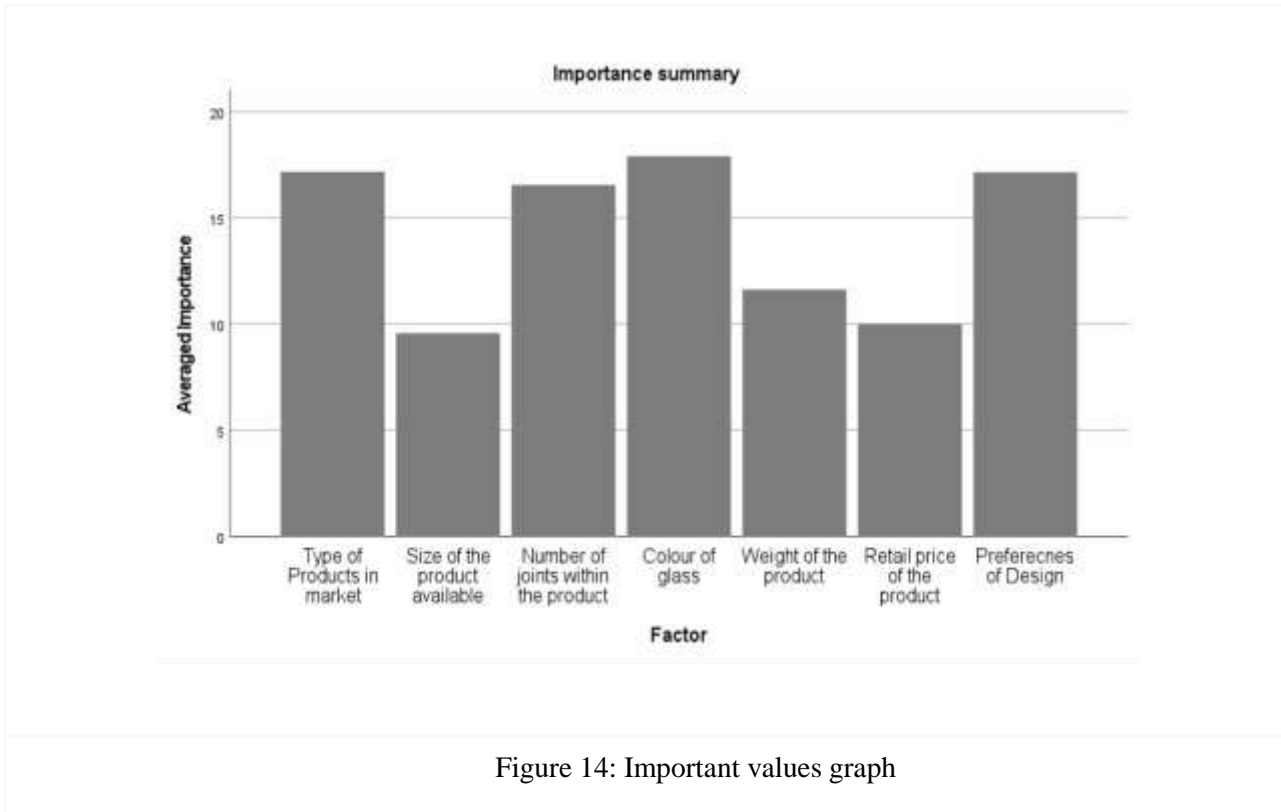 Importance summary
20
15
10
5
0
Averaged Importance
Type of
Products in
market
Size of the
product
available
Number of
joints within
the product
Colour of
glass
Weight of the
product
Retail price
of the
product
Preferecnes
of Design
Factor
Figure 14: Important values graph